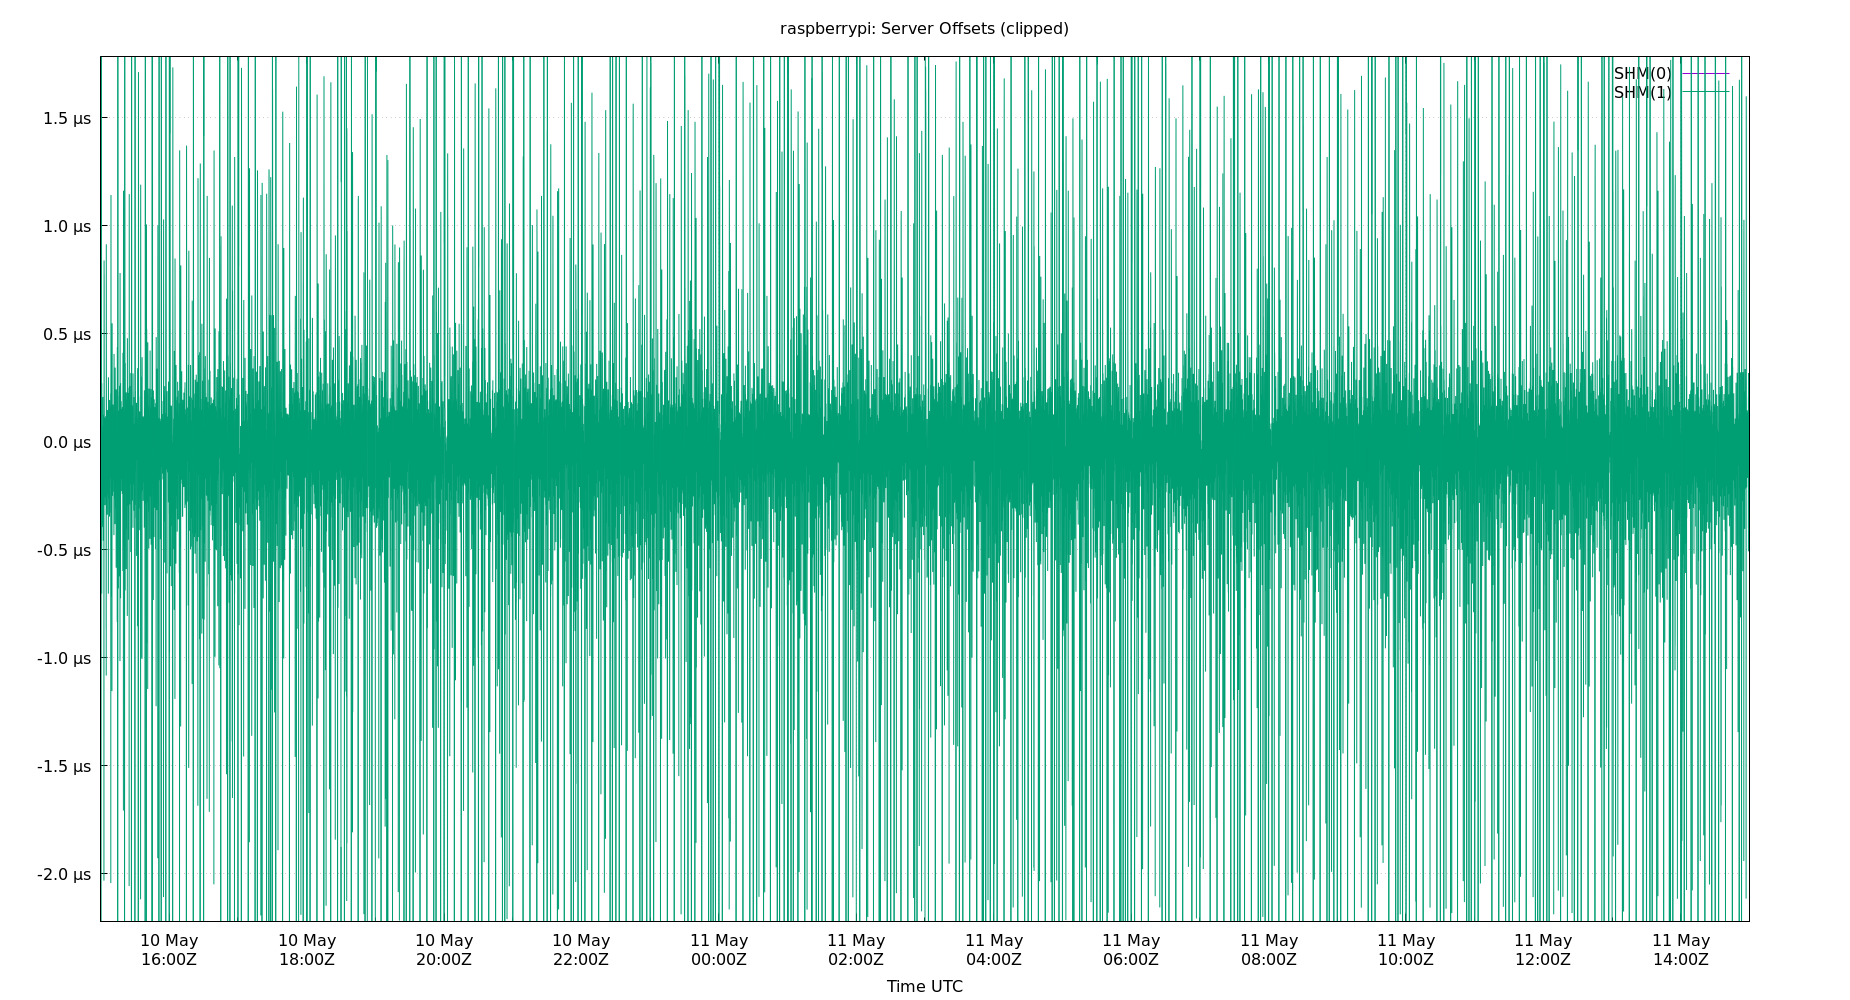 raspberrypi: Server Offsets (clipped)
SHM(0)
SHM(1)
1.5 µs
1.0 µs
0.5 µs
0.0 µs
-0.5 µs
-1.0 µs
-1.5 µs
-2.0 µs
10 May 10 May 10 May 10 May 11 May 11 May 11 May 11 May 11 May 11 May 11 May 11 May
16:00Z 18:00Z 20:00Z 22:00Z 00:00Z 02:00Z 04:00Z 06:00Z 08:00Z 10:00Z 12:00Z 14:00Z
Time UTC